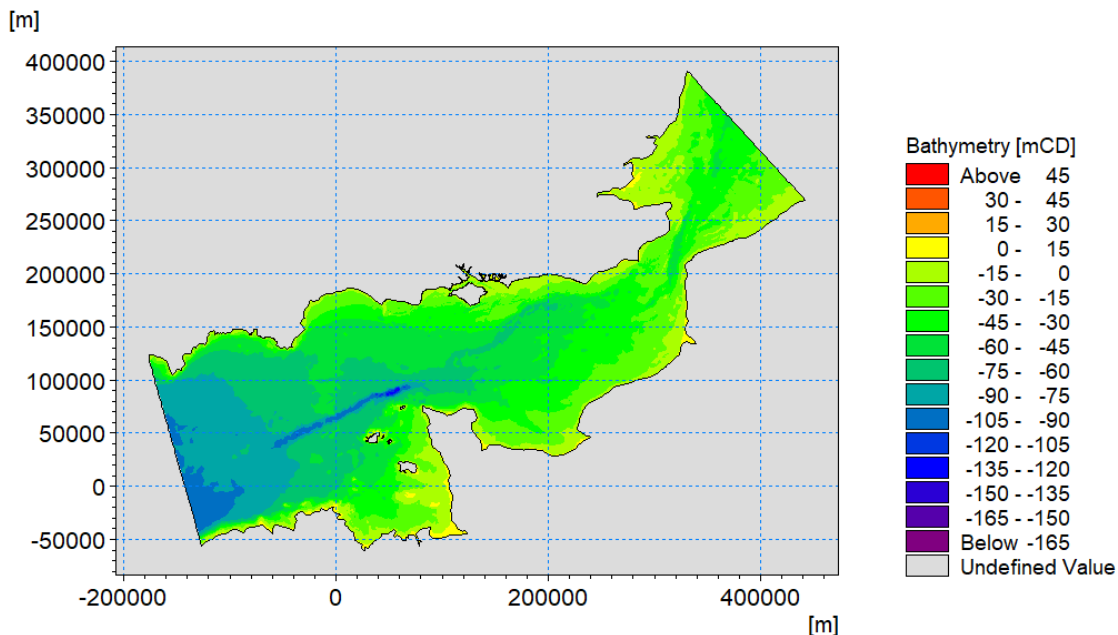 [m]
400000
350000
300000
250000
200000
150000
100000
50000
0
-50000
-200000 0 200000 400000
[m]
Bathymetry [mCD]
Above 45
30 - 45
15 - 30
0 - 15
-15 - 0
-30 - -15
-45 - -30
-60 - -45
-75 - -60
-90 - -75
-105 - -90
-120 - -105
-135 - -120
-150 - -135
-165 - -150
Below -165
Undefined Value